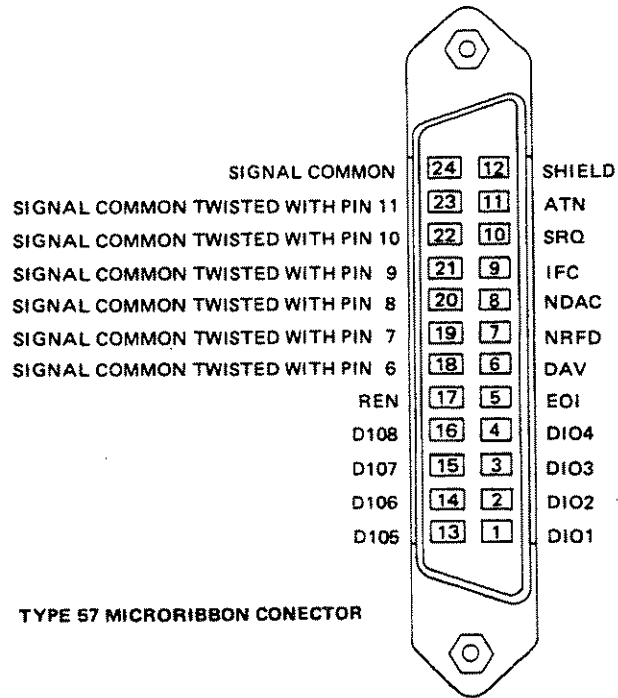 SIGNAL COMMON 24 12 SHIELD
SIGNAL COMMON TWISTED WITH PIN 11 23 11 ATN
SIGNAL COMMON TWISTED WITH PIN 10 22 10 SRQ
SIGNAL COMMON TWISTED WITH PIN 9 21 9 IFC
SIGNAL COMMON TWISTED WITH PIN 8 20 8 NDAC
SIGNAL COMMON TWISTED WITH PIN 7 19 7 NRFD
SIGNAL COMMON TWISTED WITH PIN 6 18 6 DAV
REN 17 5 EOI
D108 16 4 DIO4
D107 15 3 DIO3
D106 14 2 DIO2
D105 13 1 DIO1
TYPE 57 MICRORIBBON CONECTOR